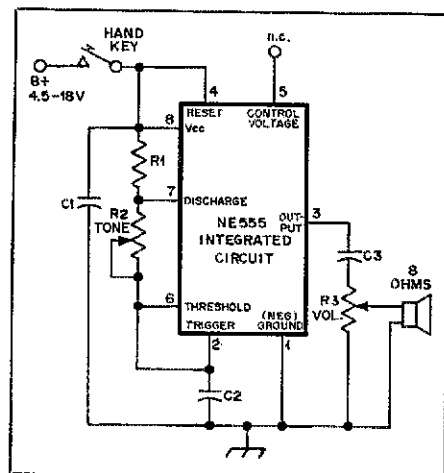 HAND
KEY
B+
4.5-18V
n.c.
4
5
RESET
CONTROL
VOLTAGE
8
Vcc
R1
C1
7
DISCHARGE
R2
TONE
NE555
INTEGRATED
CIRCUIT
OUT-
PUT
3
C3
8
OHMS
R3
VOL.
6
THRESHOLD
TRIGGER
(NEG)
GROUND
2
1
C2